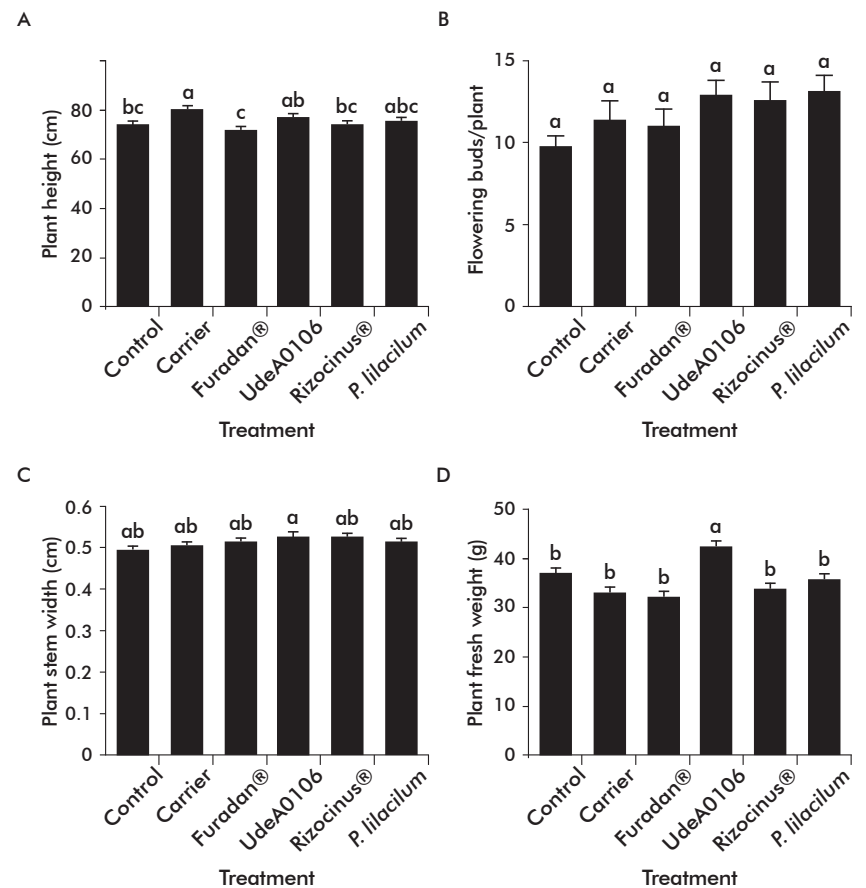 A
Plant height (cm)
80
60
40
20
0
bc
a
c
ab
bc
abc
Control
Carrier
Furadan®
UdeA0106
Rizocinus®
P. lilacilum
Treatment
B
Flowering buds/plant
15
10
5
0
a
a
a
a
a
a
Control
Carrier
Furadan®
UdeA0106
Rizocinus®
P. lilacilum
Treatment
C
Plant stem width (cm)
0.6
0.5
0.4
0.3
0.2
0.1
0
ab
ab
ab
a
ab
ab
Control
Carrier
Furadan®
UdeA0106
Rizocinus®
P. lilacilum
Treatment
D
Plant fresh weight (g)
50
40
30
20
10
0
b
b
b
a
b
b
Control
Carrier
Furadan®
UdeA0106
Rizocinus®
P. lilacilum
Treatment